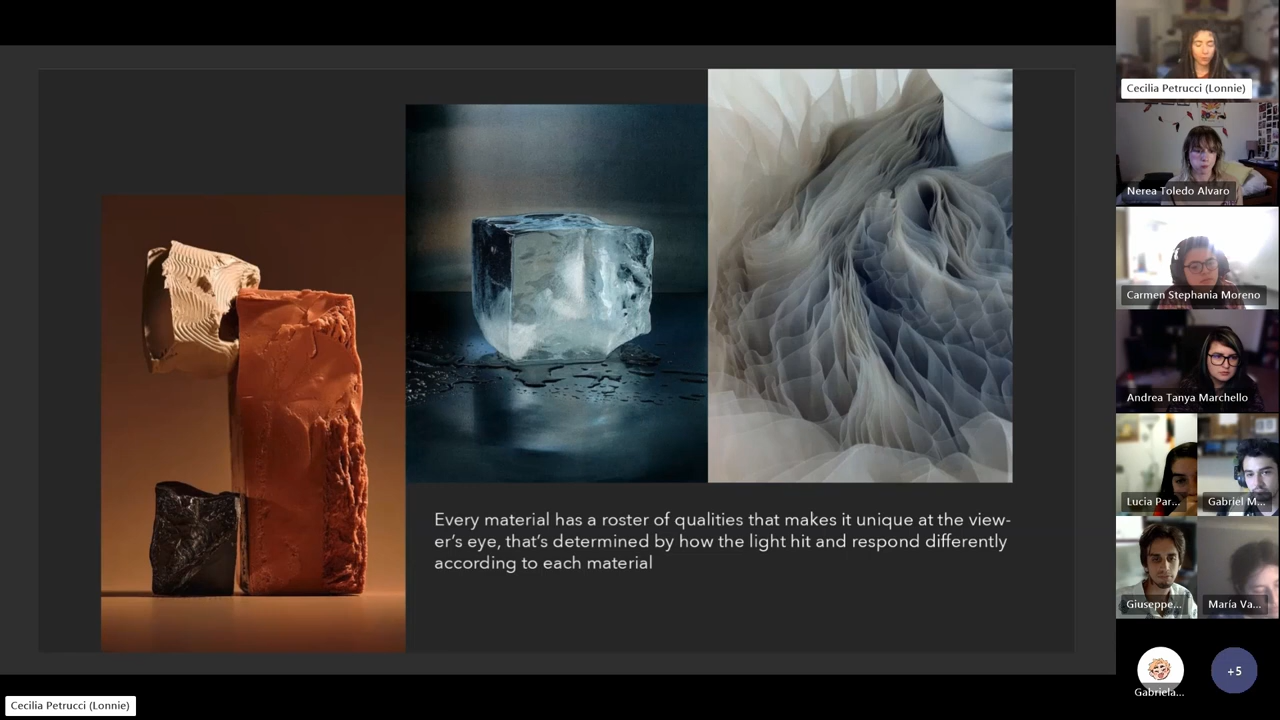 Every material has a roster of qualities that makes it unique at the view-
er's eye, that's determined by how the light hit and respond differently
according to each material
Cecilia Petrucci (Lonnie)
Nerea Toledo Alvaro
Carmen Stephania Moreno
Andrea Tanya Marchello
Lucia Par...
Gabriel M...
Giuseppe...
María Va...
Gabriela...
+5
Cecilia Petrucci (Lonnie)